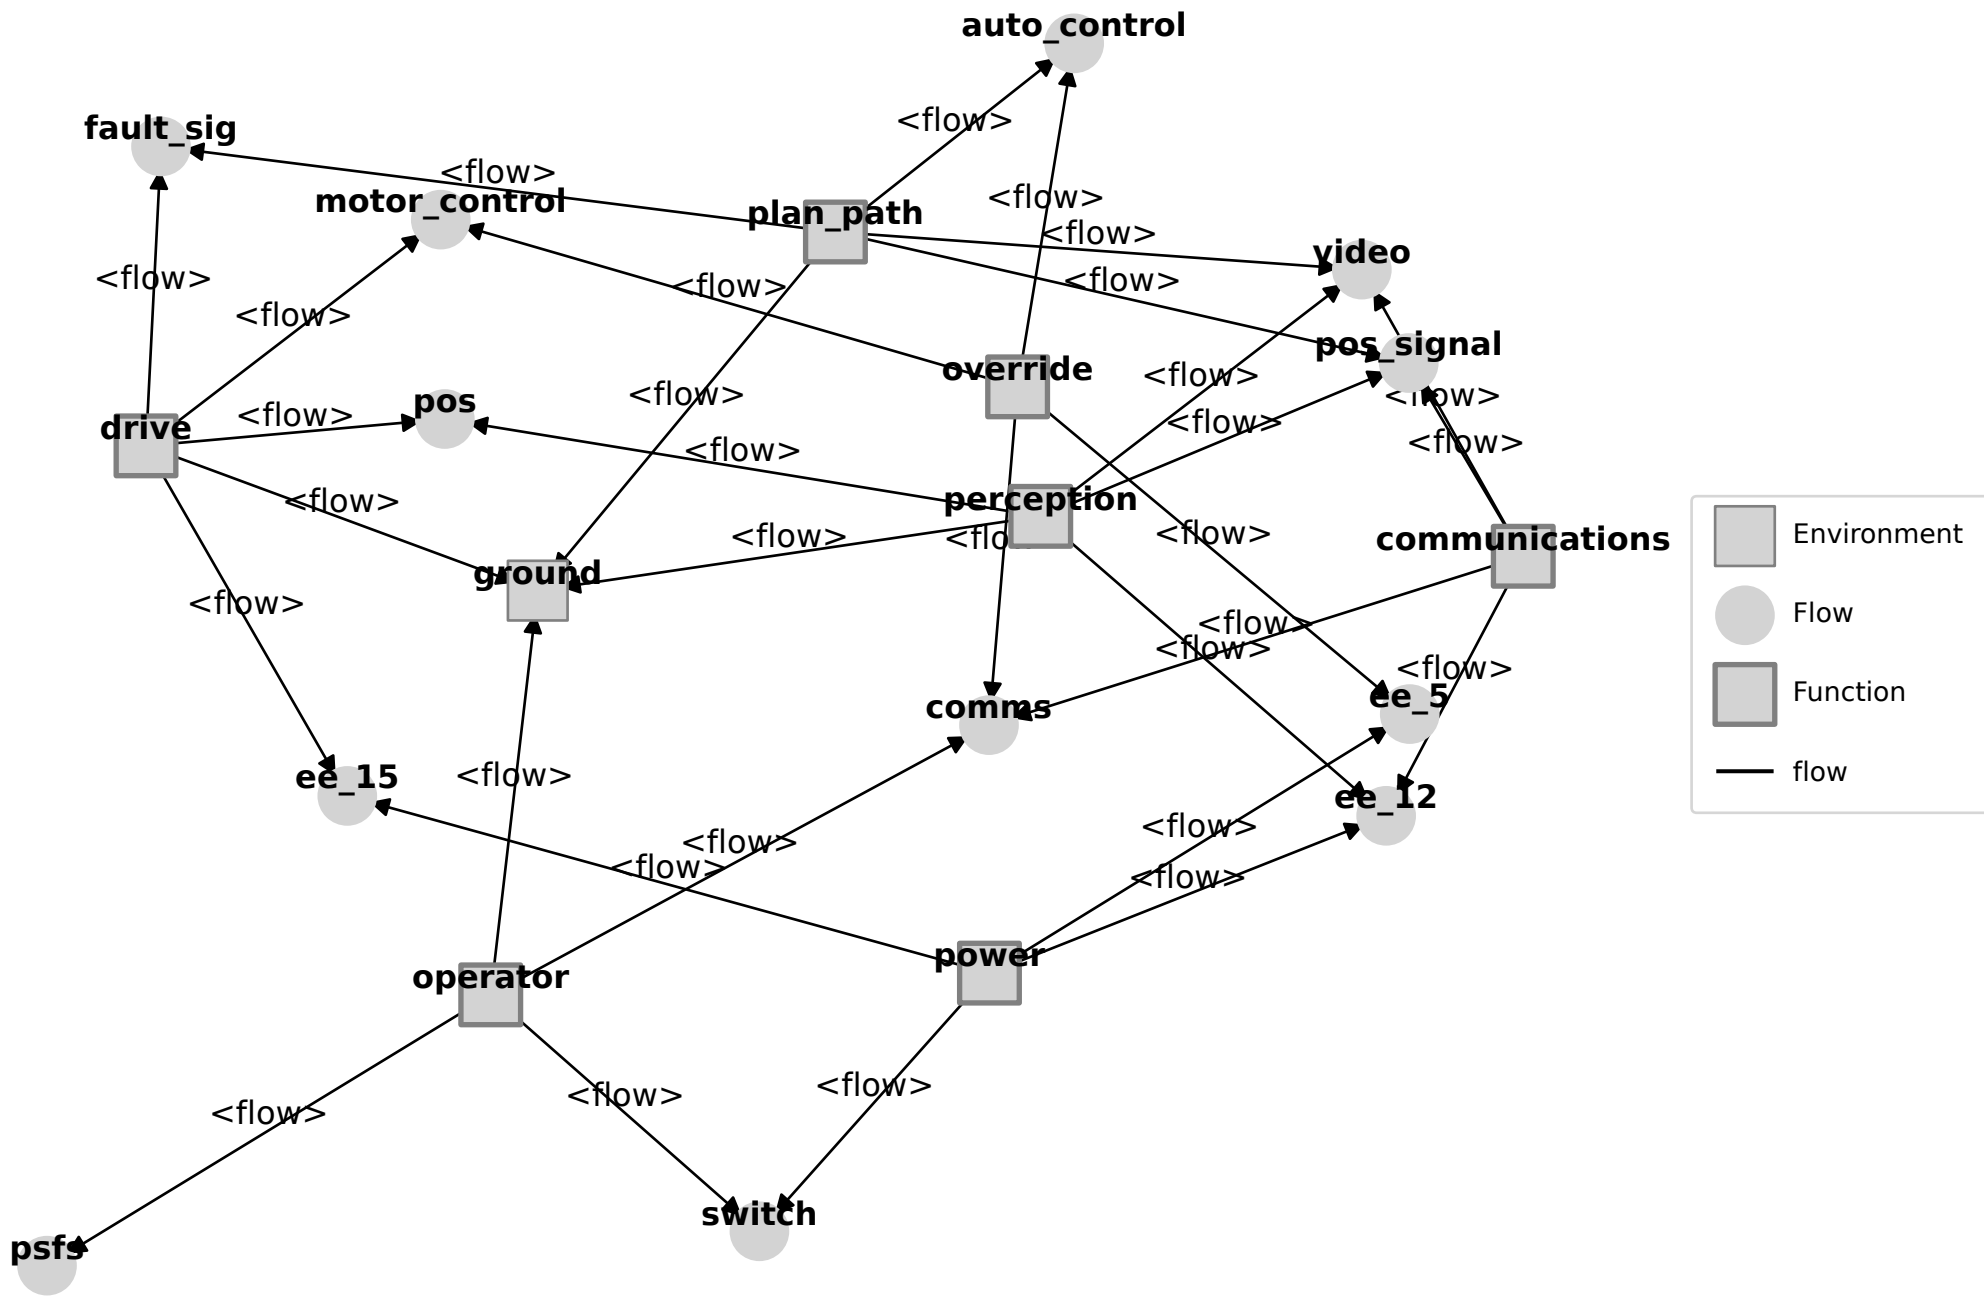 auto_control
fault_sig
<flow>
<flow>
motor_control
<flow>
plan_path
<flow>
video
<flow>
<flow>
<flow>
<flow>
pos_signal
override
<flow>
<flow>
<flow>
pos
<flow>
<flow>
drive
<flow>
<flow>
perception
<flow>
<flow>
<flow>
<flow>
communications
Environment
ground
<flow>
Flow
<flow>
<flow>
<flow>
Function
ee_5
comms
flow
ee_15
<flow>
ee_12
<flow>
<flow>
<flow>
<flow>
power
operator
<flow>
<flow>
<flow>
switch
psfs